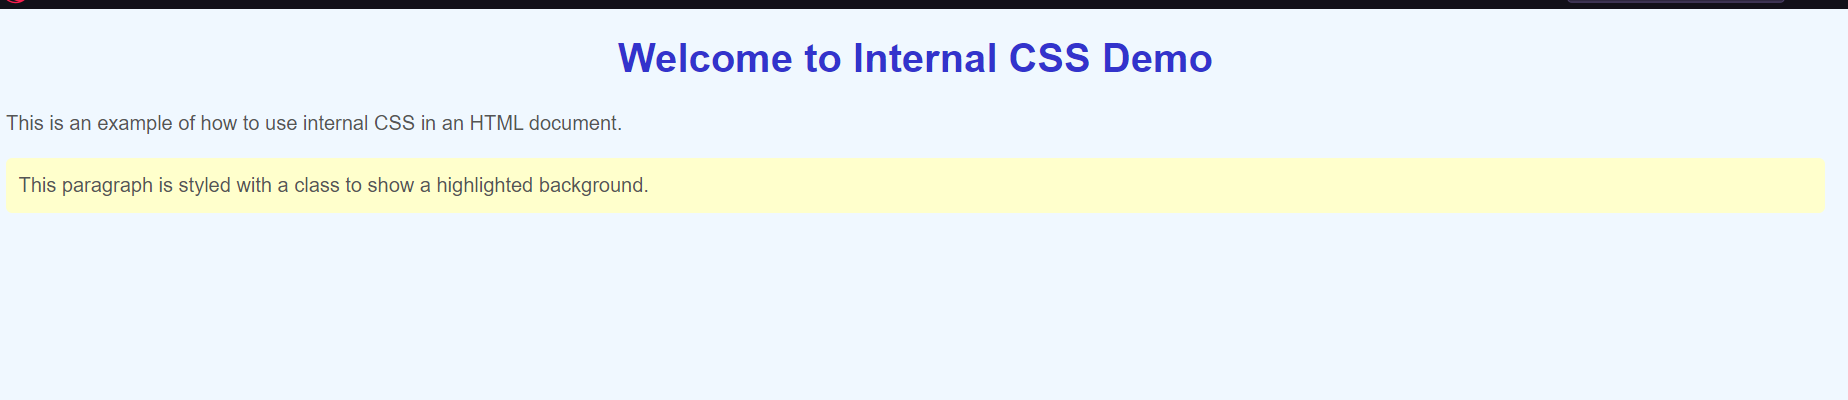 Welcome to Internal CSS Demo
This is an example of how to use internal CSS in an HTML document.
This paragraph is styled with a class to show a highlighted background.